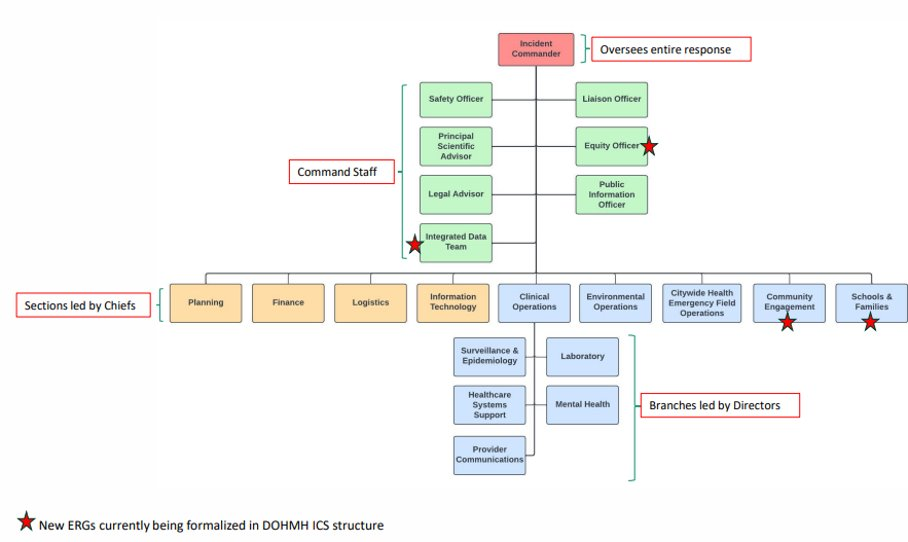 Incident
Commander
Oversees entire response
Safety Officer
Liaison Officer
Principal
Scientific
Advisor
Equity Officer
Command Staff
Legal Advisor
Public
Information
Officer
Integrated Data
Team
Sections led by Chiefs
Planning
Finance
Logistics
Information
Technology
Clinical
Operations
Environmental
Operations
Citywide Health
Emergency Field
Operations
Community
Engagement
Schools &
Families
Surveillance &
Epidemiology
Laboratory
Healthcare
Systems
Support
Mental Health
Branches led by Directors
Provider
Communications
New ERGs currently being formalized in DOHMH ICS structure